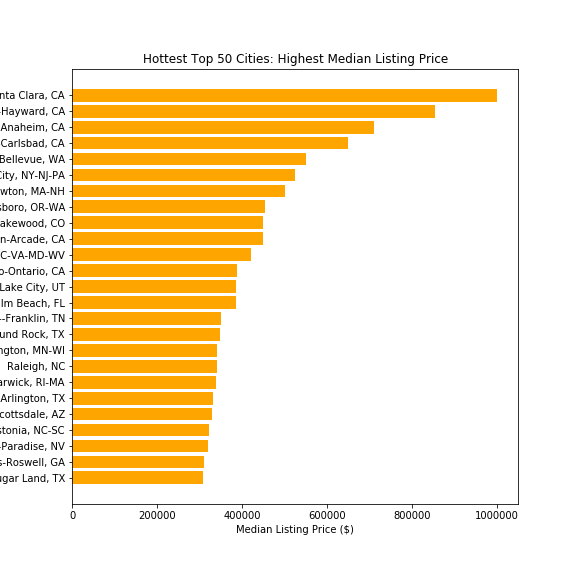 Hottest Top 50 Cities: Highest Median Listing Price
nta Clara, CA
-Hayward, CA
Anaheim, CA
Carlsbad, CA
Bellevue, WA
City, NY-NJ-PA
wton, MA-NH
sboro, OR-WA
akewood, CO
n-Arcade, CA
C-VA-MD-WV
o-Ontario, CA
Lake City, UT
lm Beach, FL
--Franklin, TN
und Rock, TX
ngton, MN-WI
Raleigh, NC
arwick, RI-MA
Arlington, TX
cottsdale, AZ
stonia, NC-SC
-Paradise, NV
s-Roswell, GA
ugar Land, TX
0 200000 400000 600000 800000 1000000
Median Listing Price ($)